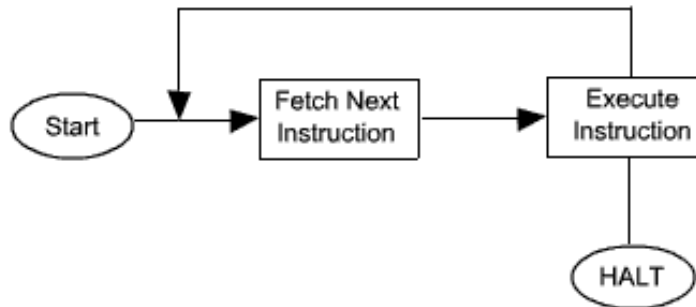 Start
Fetch Next
Instruction
Execute
Instruction
HALT